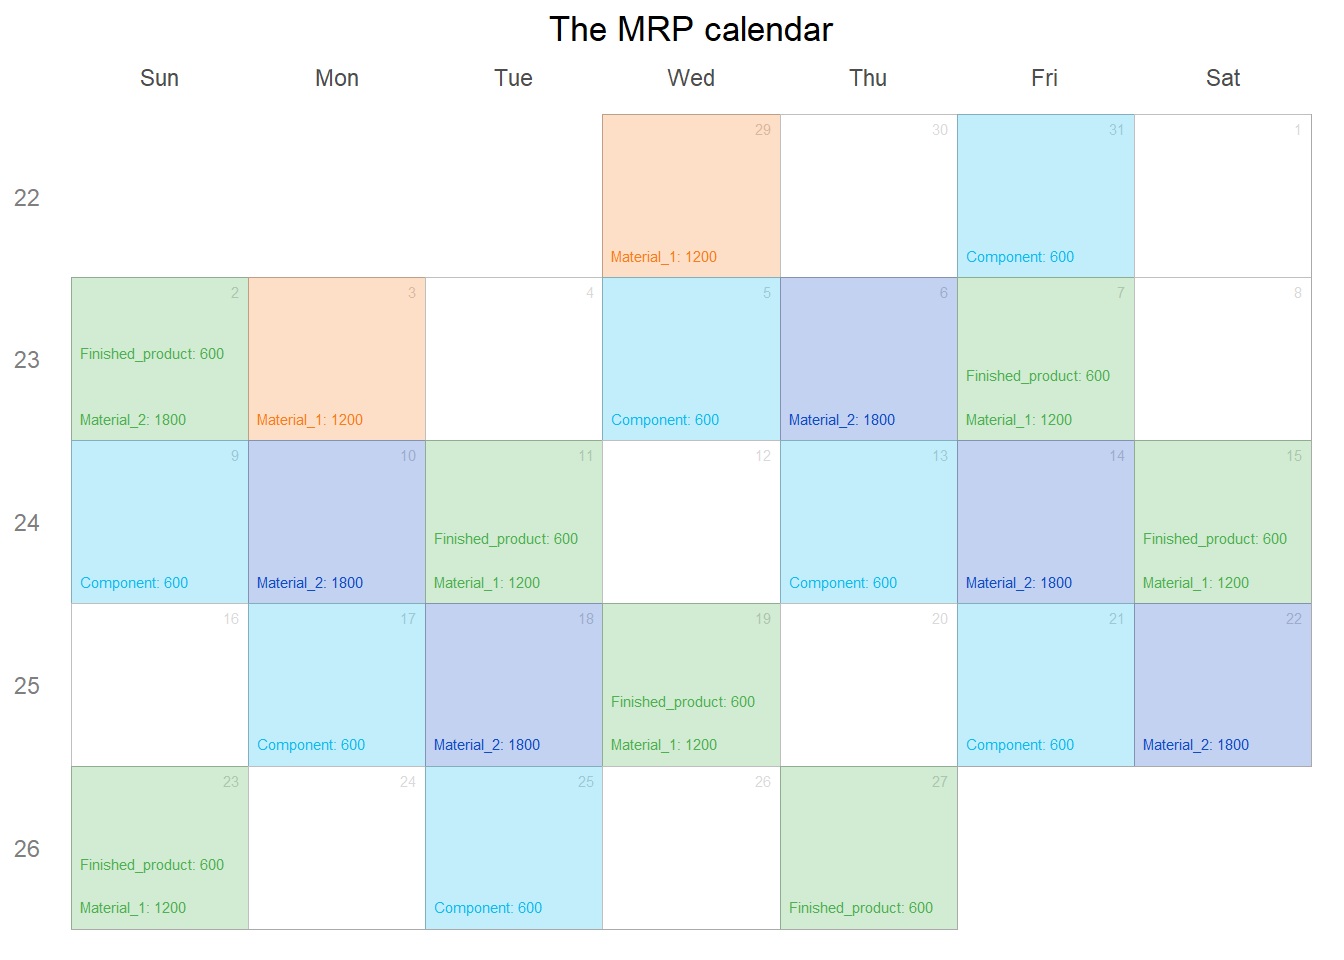 The MRP calendar
Sun Mon Tue Wed Thu Fri Sat
22
29 30 31 1
Material_1: 1200 Component: 600
23
2 3 4 5 6 7 8
Finished_product: 600
Finished_product: 600
Material_2: 1800 Material_1: 1200 Component: 600 Material_2: 1800 Material_1: 1200
24
9 10 11 12 13 14 15
Finished_product: 600 Finished_product: 600
Component: 600 Material_2: 1800 Material_1: 1200 Component: 600 Material_2: 1800 Material_1: 1200
25
16 17 18 19 20 21 22
Finished_product: 600
Component: 600 Material_2: 1800 Material_1: 1200 Component: 600 Material_2: 1800
26
23 24 25 26 27
Finished_product: 600
Material_1: 1200 Component: 600 Finished_product: 600